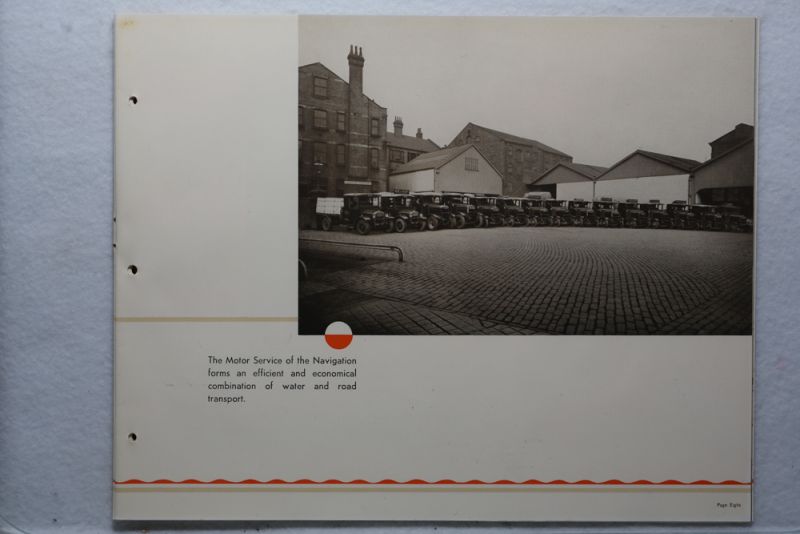 The Motor Service of the Navigation
forms an efficient and economical
combination of water and road
transport.
Page Eight